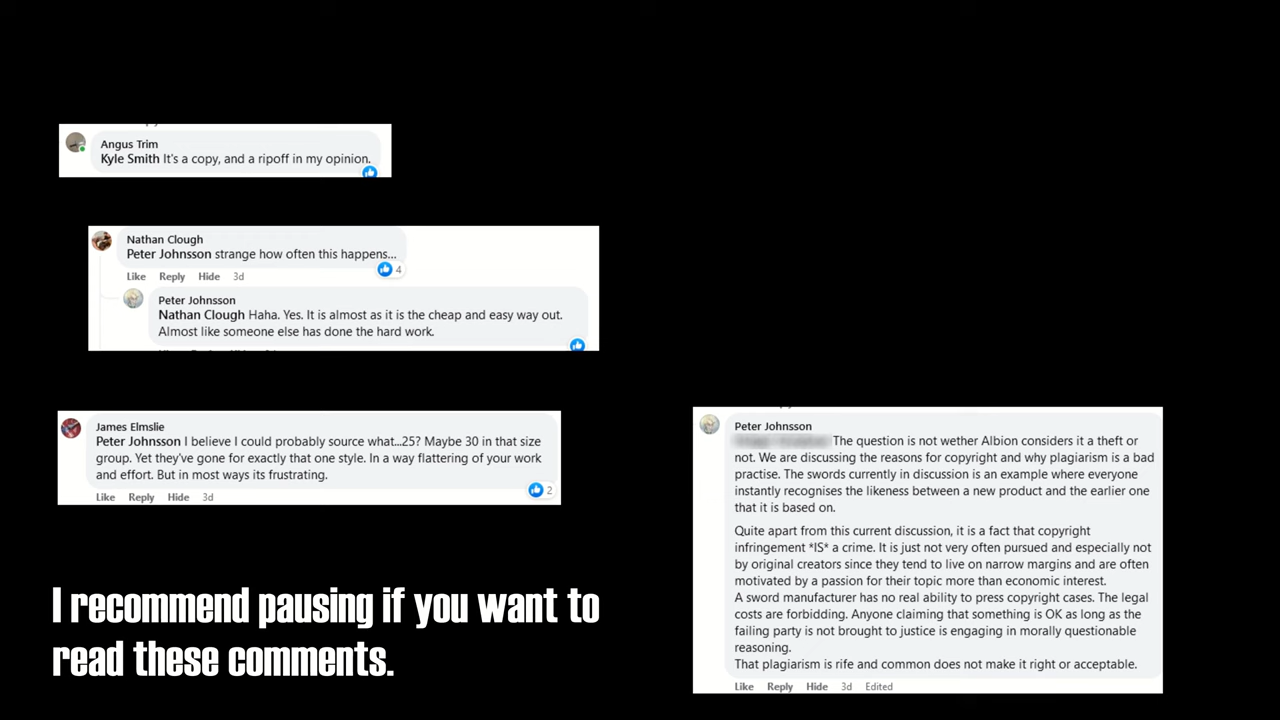 Angus Trim
Kyle Smith It's a copy, and a ripoff in my opinion.
Nathan Clough
Peter Johnsson strange how often this happens...
4
Like Reply Hide 3d
Peter Johnsson
Nathan Clough Haha. Yes. It is almost as it is the cheap and easy way out.
Almost like someone else has done the hard work.
James Elmslie
Peter Johnsson I believe I could probably source what...25? Maybe 30 in that size
group. Yet they've gone for exactly that one style. In a way flattering of your work
and effort. But in most ways its frustrating.
2
Like Reply Hide 3d
I recommend pausing if you want to
read these comments.
Peter Johnsson
The question is not wether Albion considers it a theft or
not. We are discussing the reasons for copyright and why plagiarism is a bad
practise. The swords currently in discussion is an example where everyone
instantly recognises the likeness between a new product and the earlier one
that it is based on.
Quite apart from this current discussion, it is a fact that copyright
infringement *IS* a crime. It is just not very often pursued and especially not
by original creators since they tend to live on narrow margins and are often
motivated by a passion for their topic more than economic interest.
A sword manufacturer has no real ability to press copyright cases. The legal
costs are forbidding. Anyone claiming that something is OK as long as the
failing party is not brought to justice is engaging in morally questionable
reasoning.
That plagiarism is rife and common does not make it right or acceptable.
Like Reply Hide 3d Edited